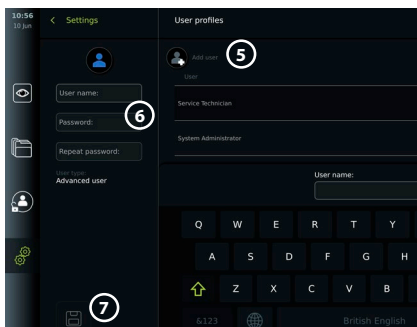 10:56
10 Jun
Settings
User profiles
Add user
5
User
User name:
Password:
6
Repeat password:
User type:
Advanced user
Service Technician
System Administrator
User name:
Q W E R T Y
A S D F G H
Z X C V B
7
&123
British English